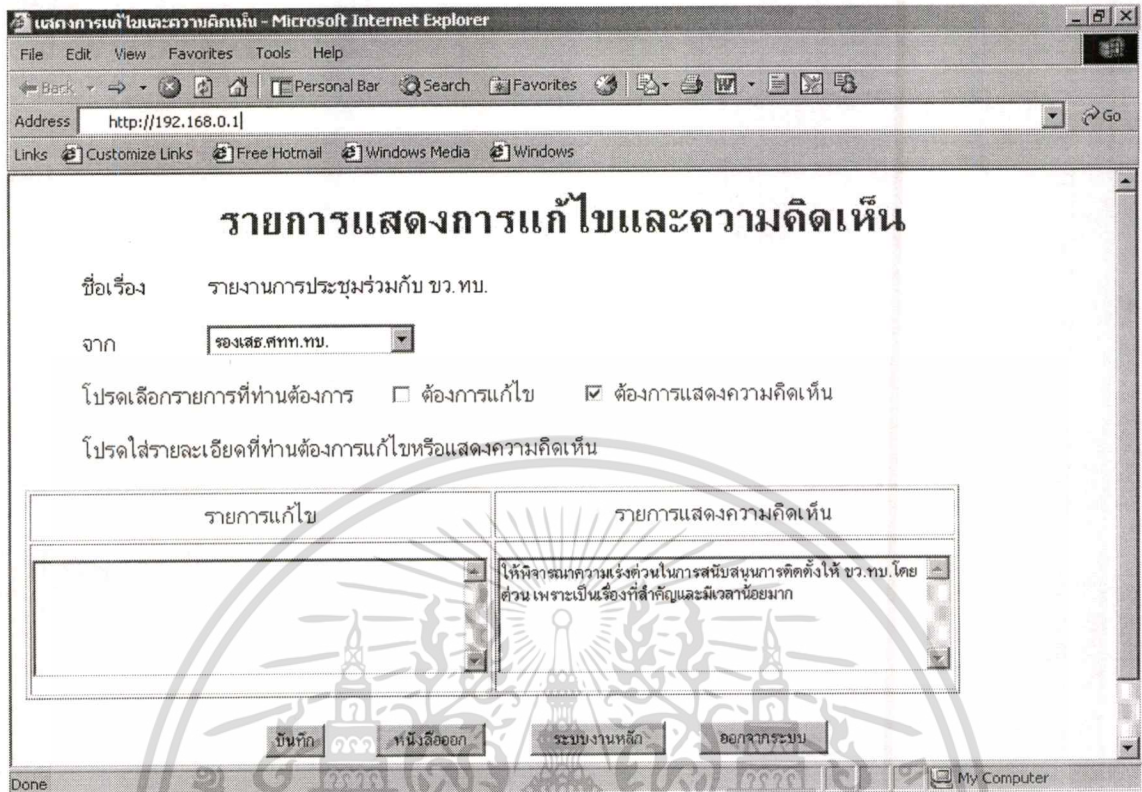 แสดงการแก้ไขและความคิดเห็น - Microsoft Internet Explorer
File Edit View Favorites Tools Help
Back Personal Bar Search Favorites
Address http://192.168.0.1 Go
Links Customize Links Free Hotmail Windows Media Windows
รายการแสดงการแก้ไขและความคิดเห็น
ชื่อเรื่อง รายงานการประชุมร่วมกับ ขว.ทบ.
จาก รองเสธ.ศทท.ทบ.
โปรดเลือกรายการที่ท่านต้องการ ต้องการแก้ไข ต้องการแสดงความคิดเห็น
โปรดใส่รายละเอียดที่ท่านต้องการแก้ไขหรือแสดงความคิดเห็น
รายการแก้ไข รายการแสดงความคิดเห็น
ให้พิจารณาความเร่งด่วนในการสนับสนุนการติดตั้งให้ ขว.ทบ.โดย
ด่วน เพราะเป็นเรื่องที่สำคัญและมีเวลาน้อยมาก
บันทึก หนังสือออก ระบบงานหลัก ออกจากระบบ
Done My Computer